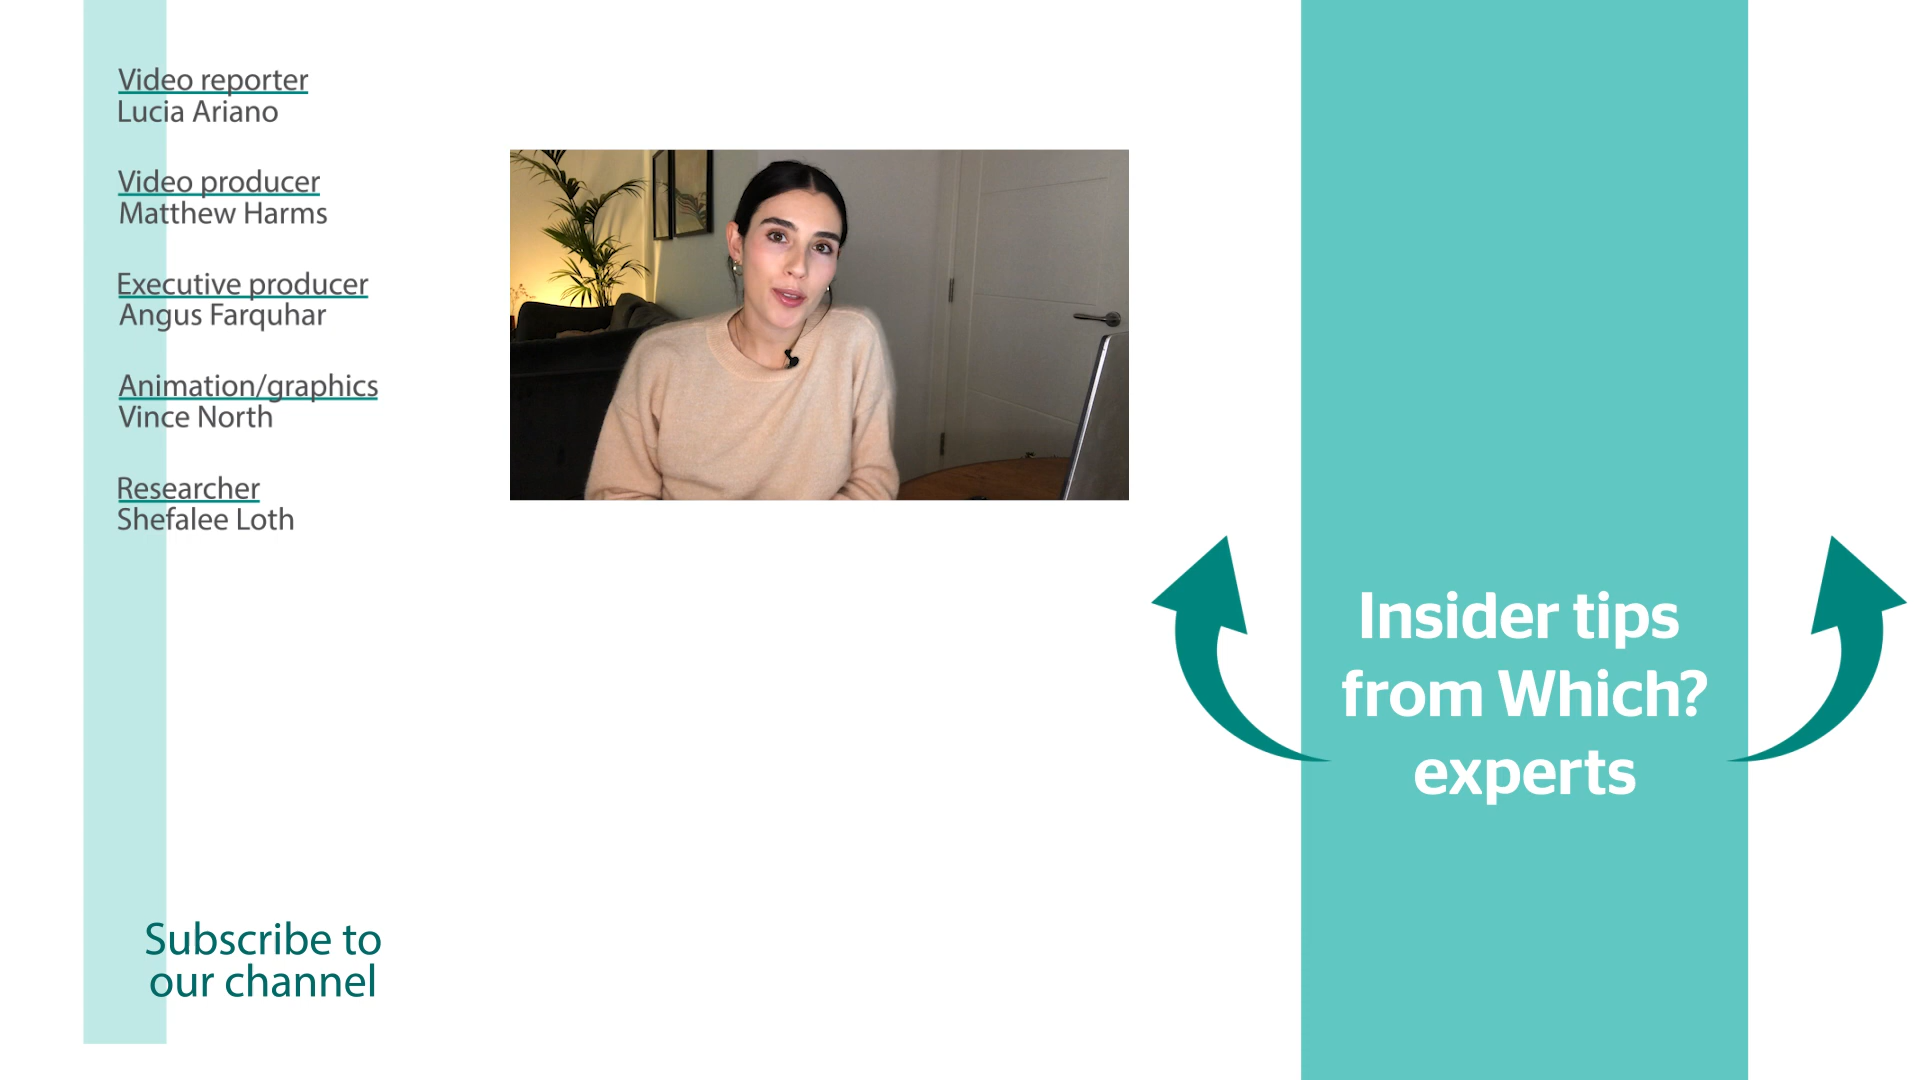 Video reporter
Lucia Ariano
Video producer
Matthew Harms
Executive producer
Angus Farquhar
Animation/graphics
Vince North
Researcher
Shefalee Loth
Subscribe to
our channel
Insider tips
from Which?
experts